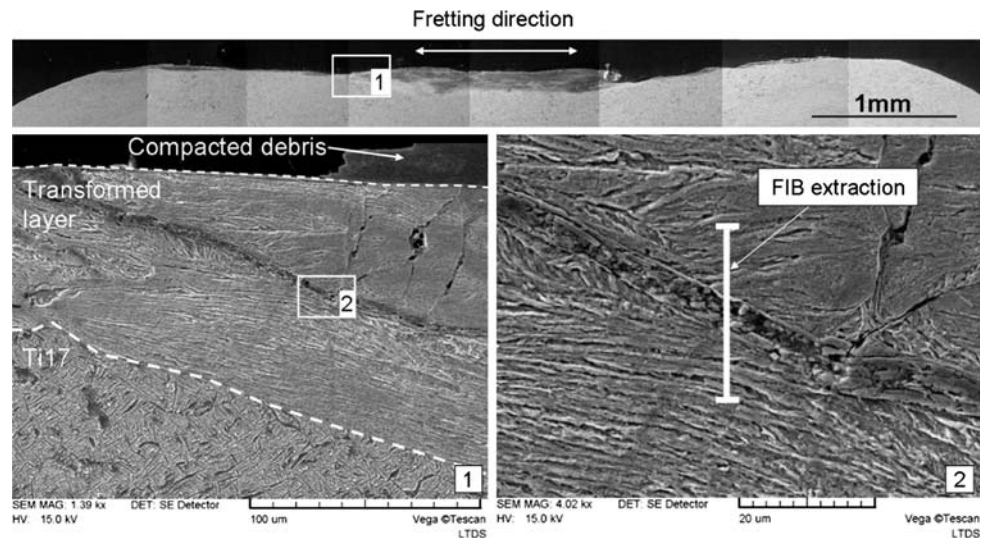 Fretting direction
1
1mm
Compacted debris
Transformed
layer
2
Ti17
1
SEM MAG: 1.39 kx DET: SE Detector
HV: 15.0 kV
100 um
Vega ©Tescan
LTDS
FIB extraction
2
SEM MAG: 4.02 kx DET: SE Detector
HV: 15.0 kV
20 um
Vega ©Tescan
LTDS